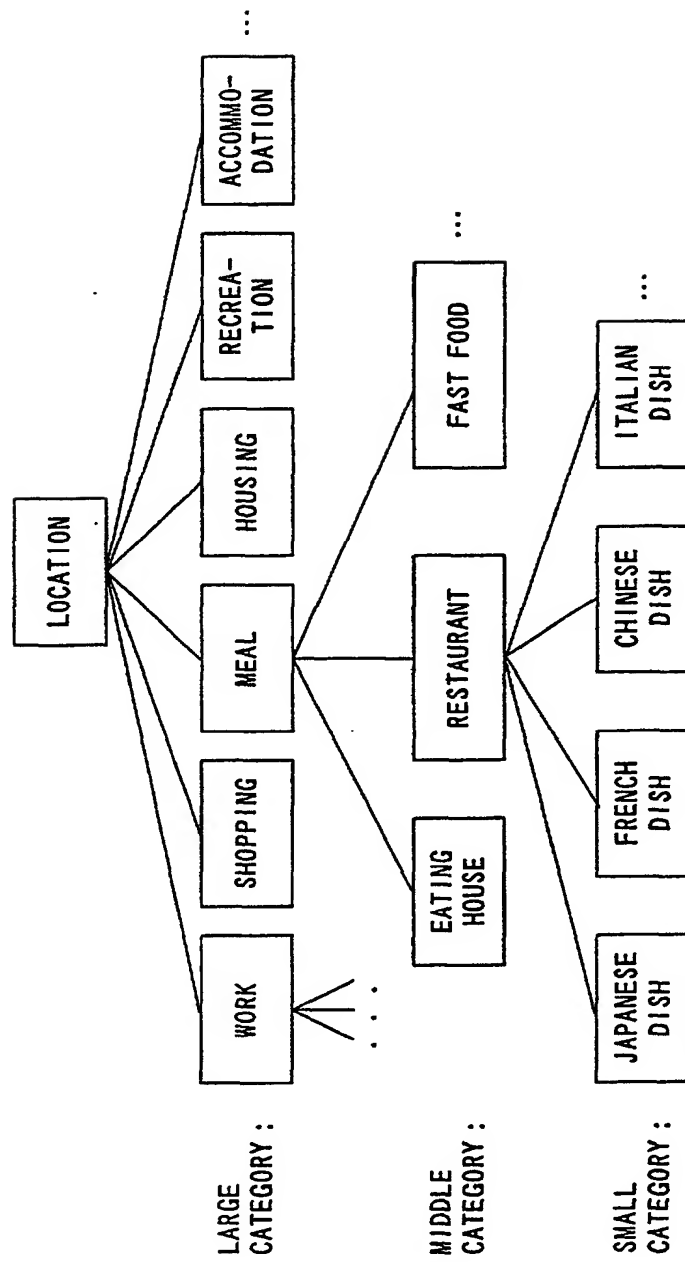 LOCATION
LARGE
CATEGORY:
WORK
SHOPPING
MEAL
HOUSING
RECREA-
TION
ACCOMMO-
DATION
...
...
MIDDLE
CATEGORY:
EATING
HOUSE
RESTAURANT
FAST FOOD
...
SMALL
CATEGORY:
JAPANESE
DISH
FRENCH
DISH
CHINESE
DISH
ITALIAN
DISH
...